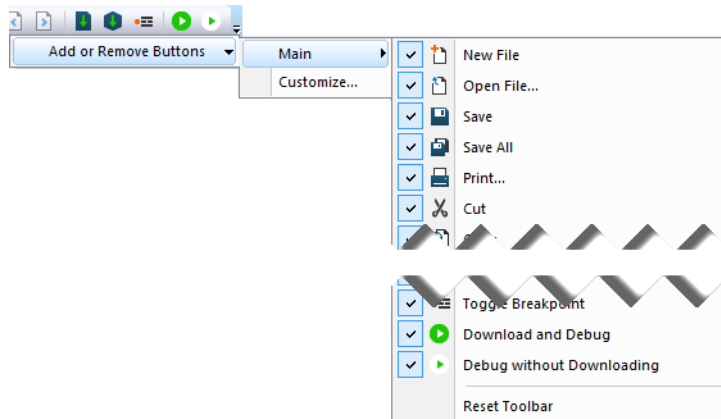 Add or Remove Buttons
Main
Customize...
New File
Open File...
Save
Save All
Print...
Cut
Toggle Breakpoint
Download and Debug
Debug without Downloading
Reset Toolbar